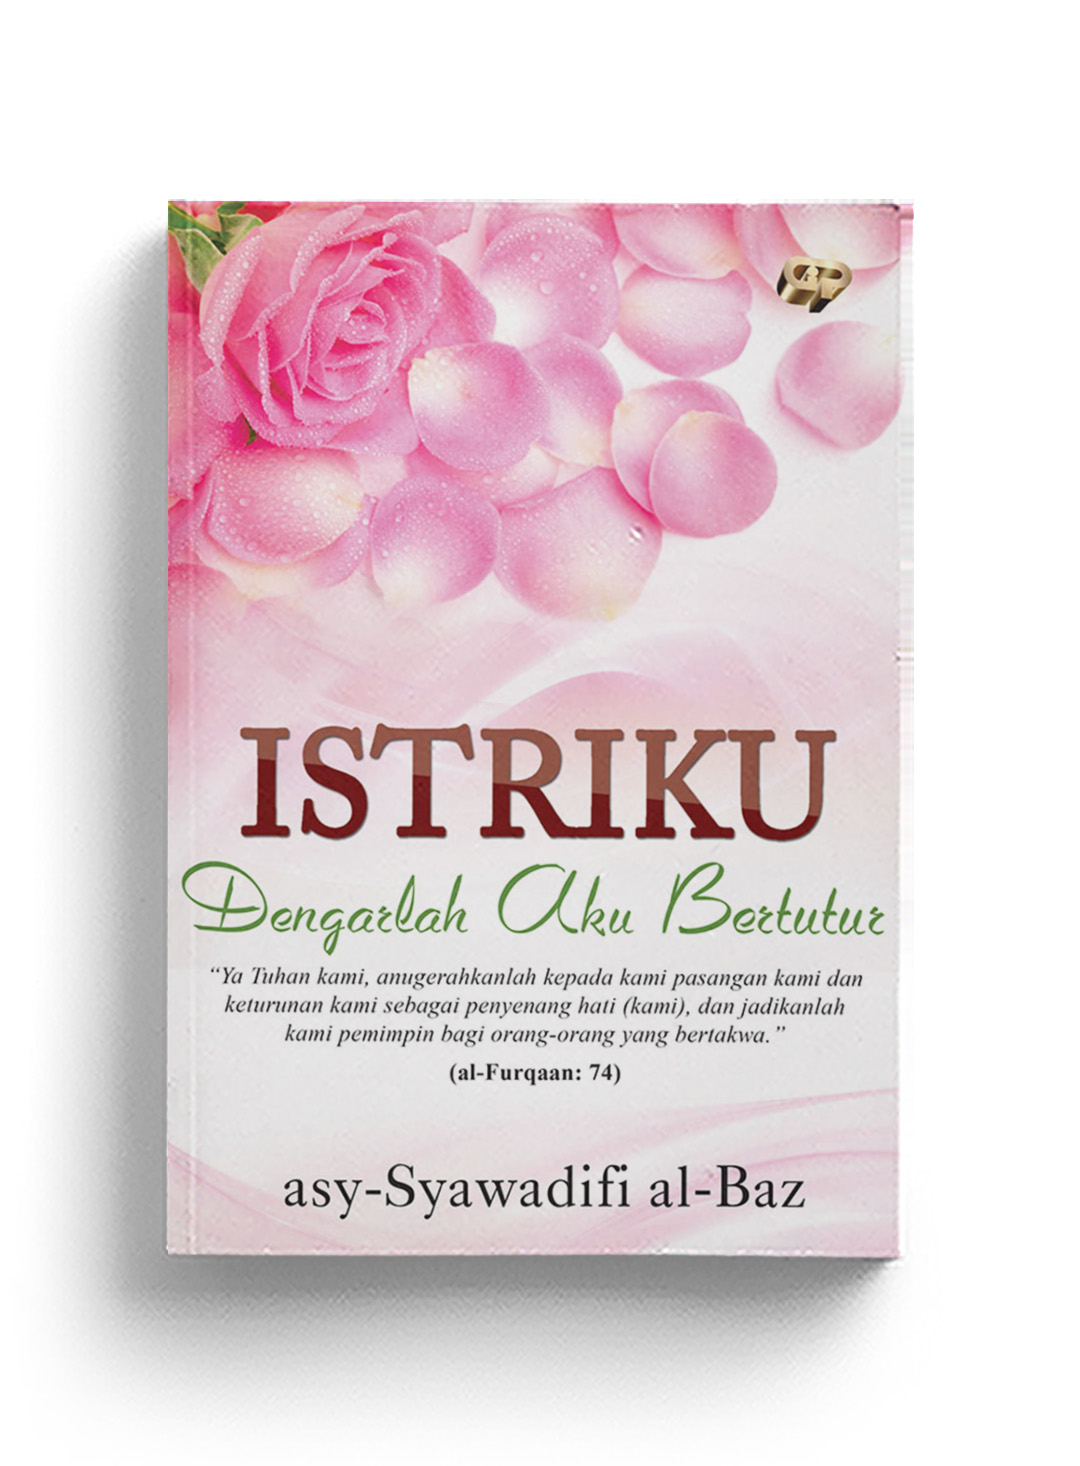 ISTRIKU
Dengarlah Aku Bertutur
“Ya Tuhan kami, anugerahkanlah kepada kami pasangan kami dan
keturunan kami sebagai penyenang hati (kami), dan jadikanlah
kami pemimpin bagi orang-orang yang bertakwa.”
(al-Furqaan: 74)
asy-Syawadifi al-Baz